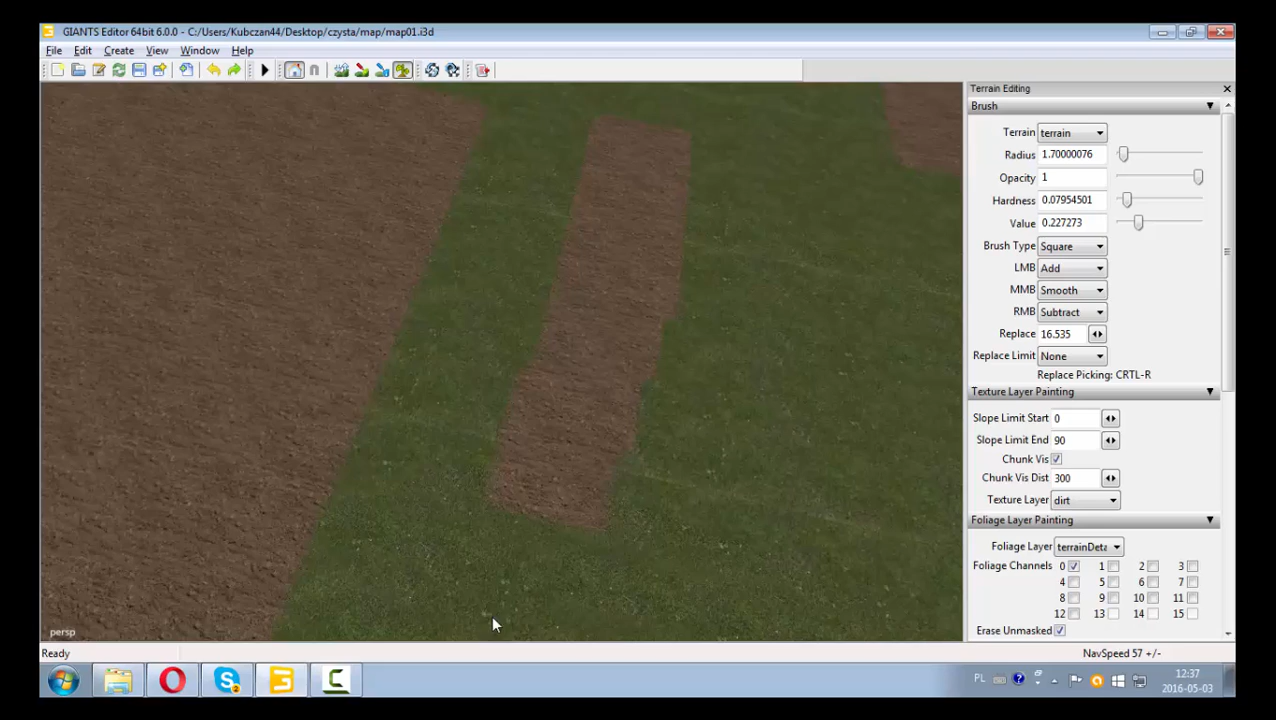 GIANTS Editor 64bit 6.0.0 - C:/Users/Kubczan44/Desktop/czysta/map/map01.i3d
File Edit Create View Window Help
Terrain Editing
Brush
Terrain terrain
Radius 1.70000076
Opacity 1
Hardness 0.07954501
Value 0.227273
Brush Type Square
LMB Add
MMB Smooth
RMB Subtract
Replace 16.535
Replace Limit None
Replace Picking: CRTL-R
Texture Layer Painting
Slope Limit Start 0
Slope Limit End 90
Chunk Vis
Chunk Vis Dist 300
Texture Layer dirt
Foliage Layer Painting
Foliage Layer terrainDeta
Foliage Channels 0 1 2 3
4 5 6 7
8 9 10 11
12 13 14 15
Erase Unmasked
persp
Ready NavSpeed 57 +/-
PL 12:37
2016-05-03